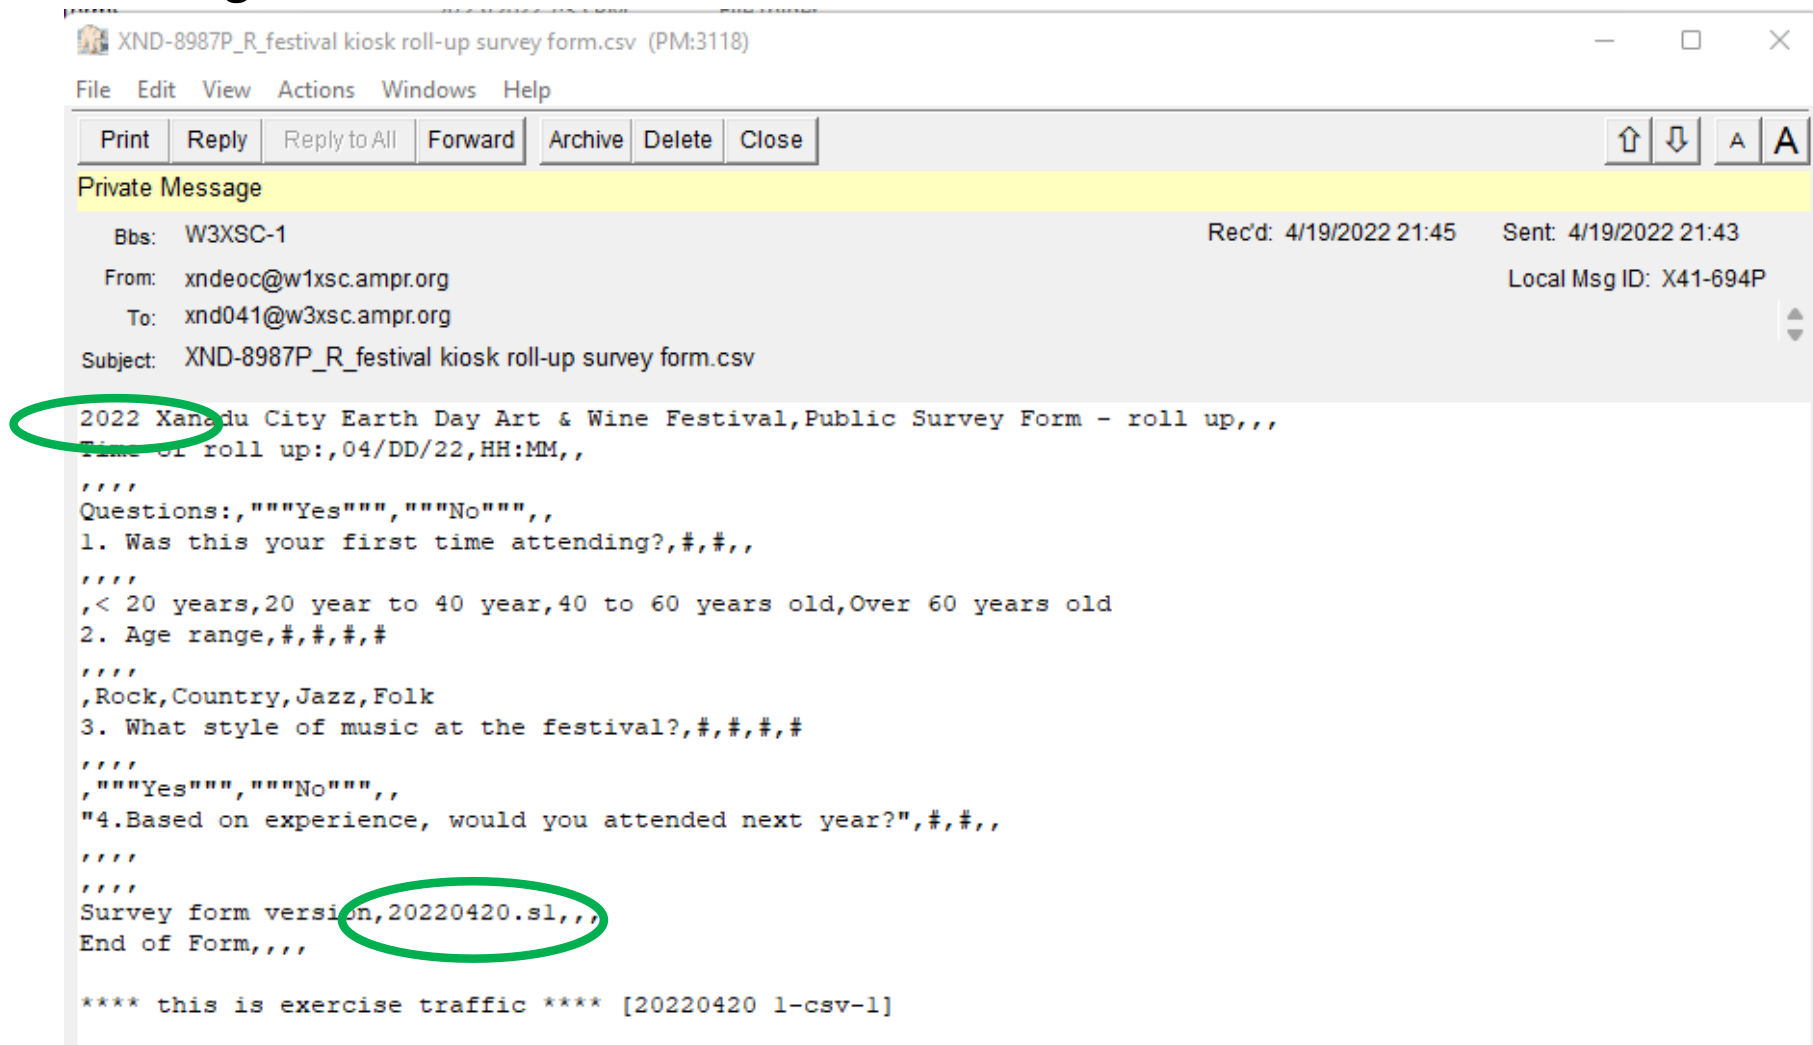 XND-8987P_R_festival kiosk roll-up survey form.csv (PM:3118)
File Edit View Actions Windows Help
Print Reply Reply to All Forward Archive Delete Close A A
Private Message
Bbs: W3XSC-1 Rec'd: 4/19/2022 21:45 Sent: 4/19/2022 21:43
From: xndeoc@w1xsc.ampr.org Local Msg ID: X41-694P
To: xnd041@w3xsc.ampr.org
Subject: XND-8987P_R_festival kiosk roll-up survey form.csv
2022 Xanadu City Earth Day Art & Wine Festival,Public Survey Form - roll up,,,
Time of roll up:,04/DD/22,HH:MM,,
,,,,
Questions:,"""Yes""","""No""",,
1. Was this your first time attending?,#,#,,
,,,,
,< 20 years,20 year to 40 year,40 to 60 years old,Over 60 years old
2. Age range,#,#,#,#
,,,,
,Rock,Country,Jazz,Folk
3. What style of music at the festival?,#,#,#,#
,,,,
,"""Yes""","""No""",,
"4.Based on experience, would you attended next year?",#,#,,
,,,,
,,,,
Survey form version,20220420.s1,,,
End of Form,,,,
**** this is exercise traffic **** [20220420 1-csv-1]